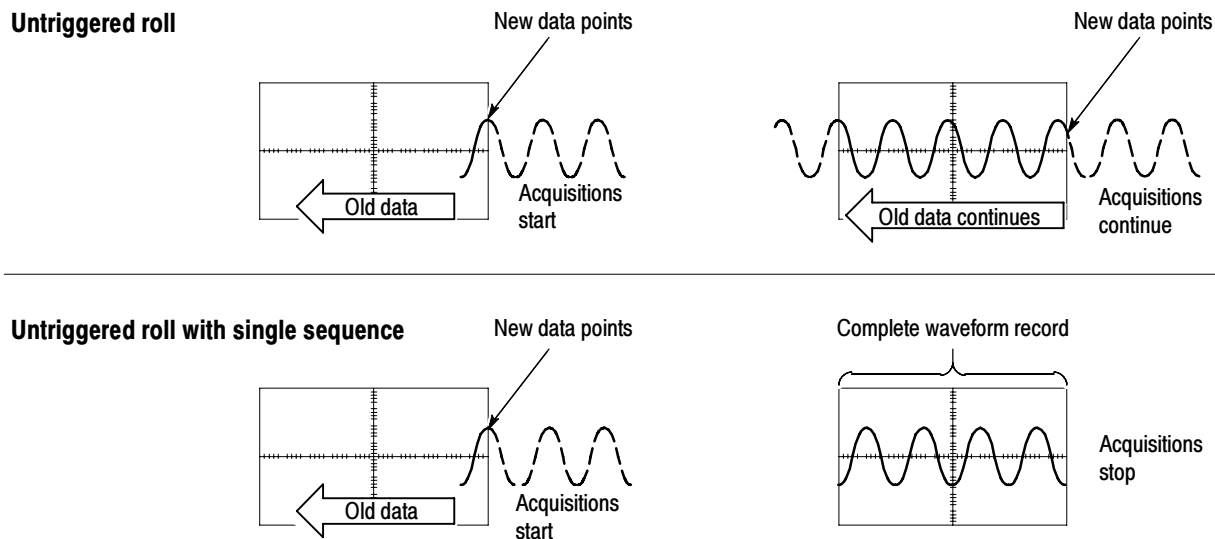 Untriggered roll
New data points
New data points
Old data
Acquisitions
start
Old data continues
Acquisitions
continue
Untriggered roll with single sequence
New data points
Complete waveform record
Old data
Acquisitions
start
Acquisitions
stop